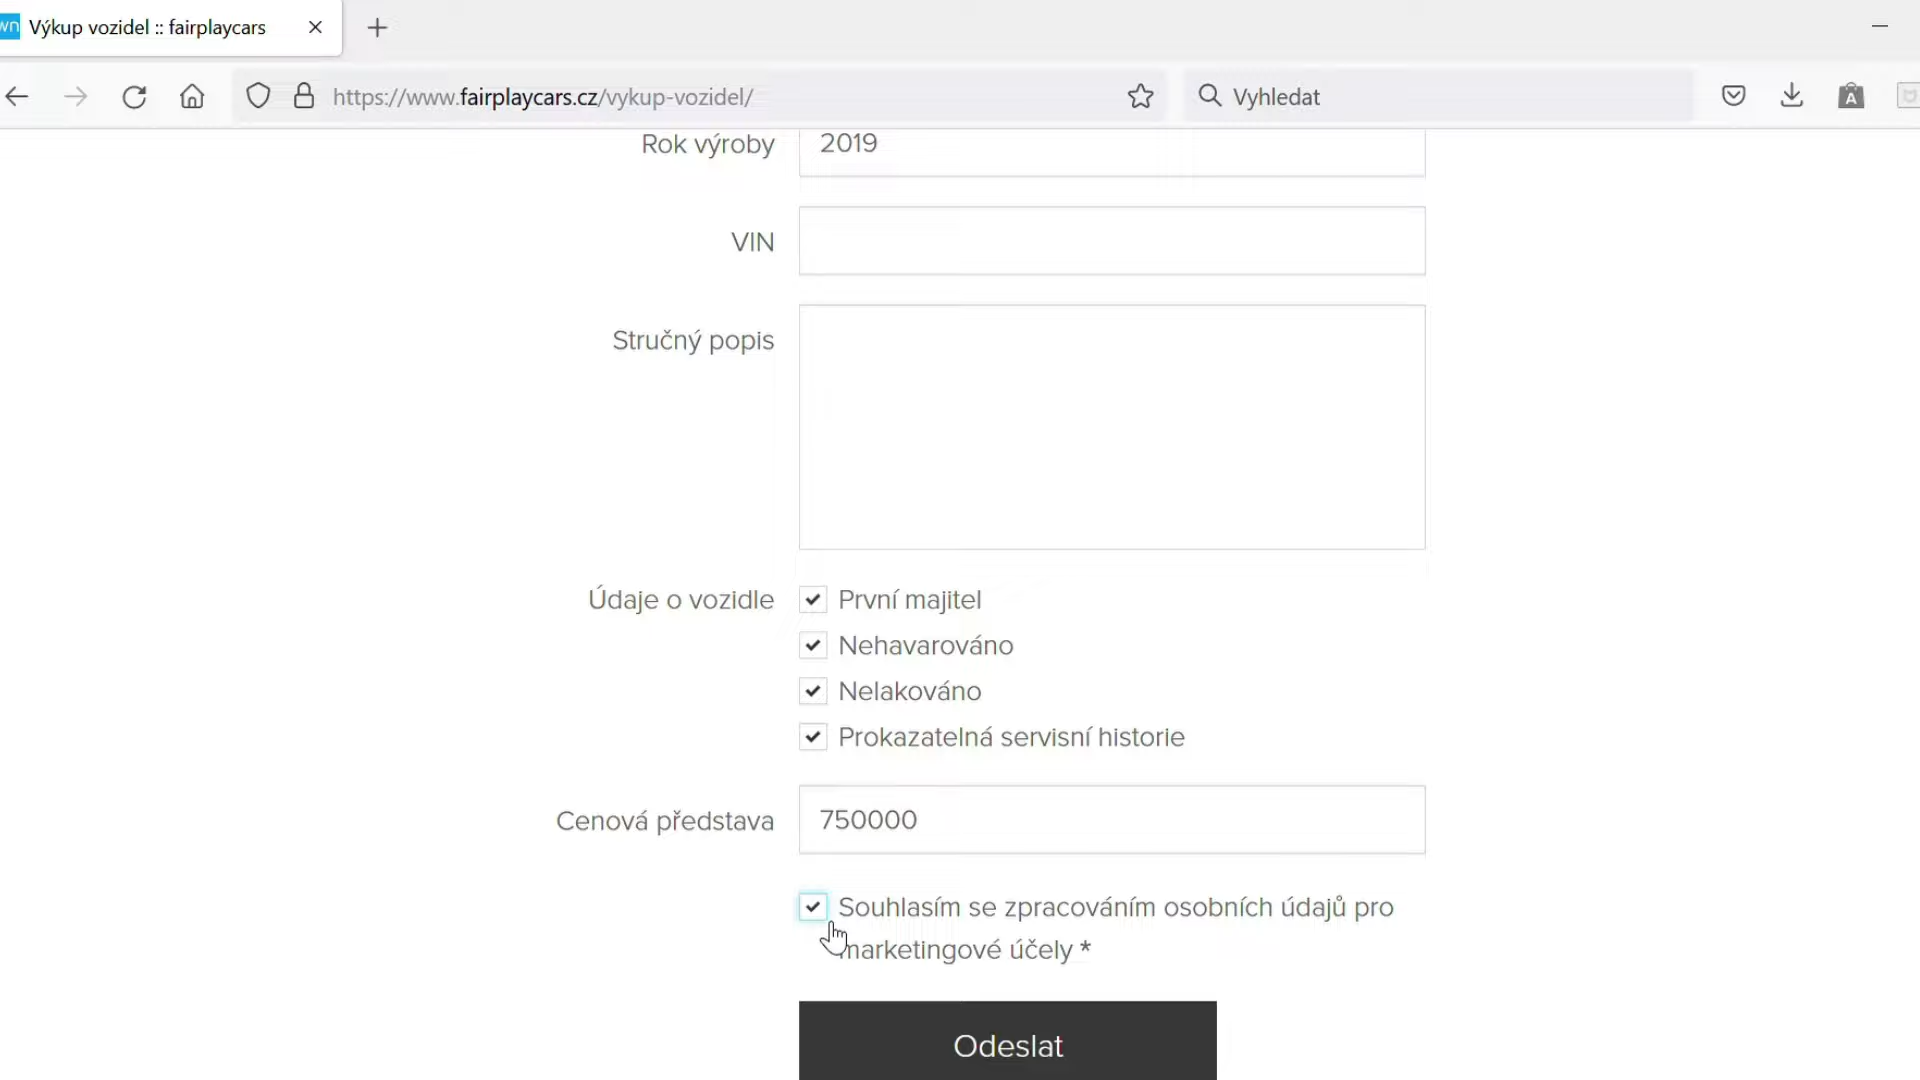 wn Výkup vozidel :: fairplaycars
https://www.fairplaycars.cz/vykup-vozidel/
Vyhledat
A
Rok výroby 2019
VIN
Stručný popis
Údaje o vozidle První majitel
Nehavarováno
Nelakováno
Prokazatelná servisní historie
Cenová představa 750000
Souhlasím se zpracováním osobních údajů pro
marketingové účely *
Odeslat